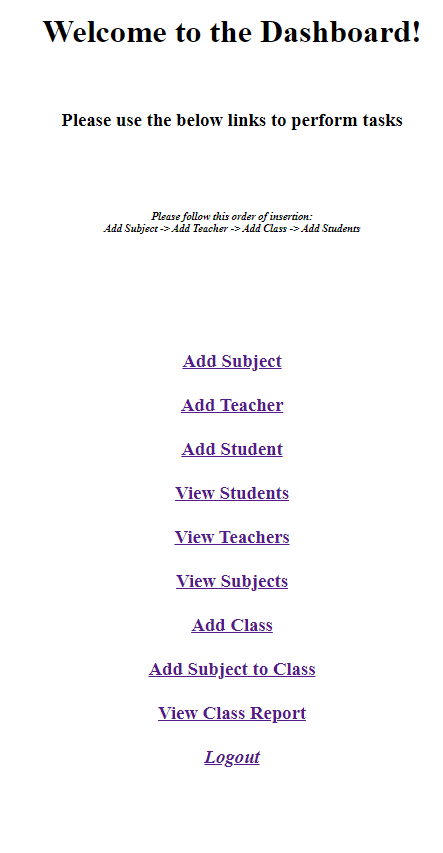 Welcome to the Dashboard!
Please use the below links to perform tasks
Please follow this order of insertion:
Add Subject -> Add Teacher -> Add Class -> Add Students
Add Subject
Add Teacher
Add Student
View Students
View Teachers
View Subjects
Add Class
Add Subject to Class
View Class Report
Logout